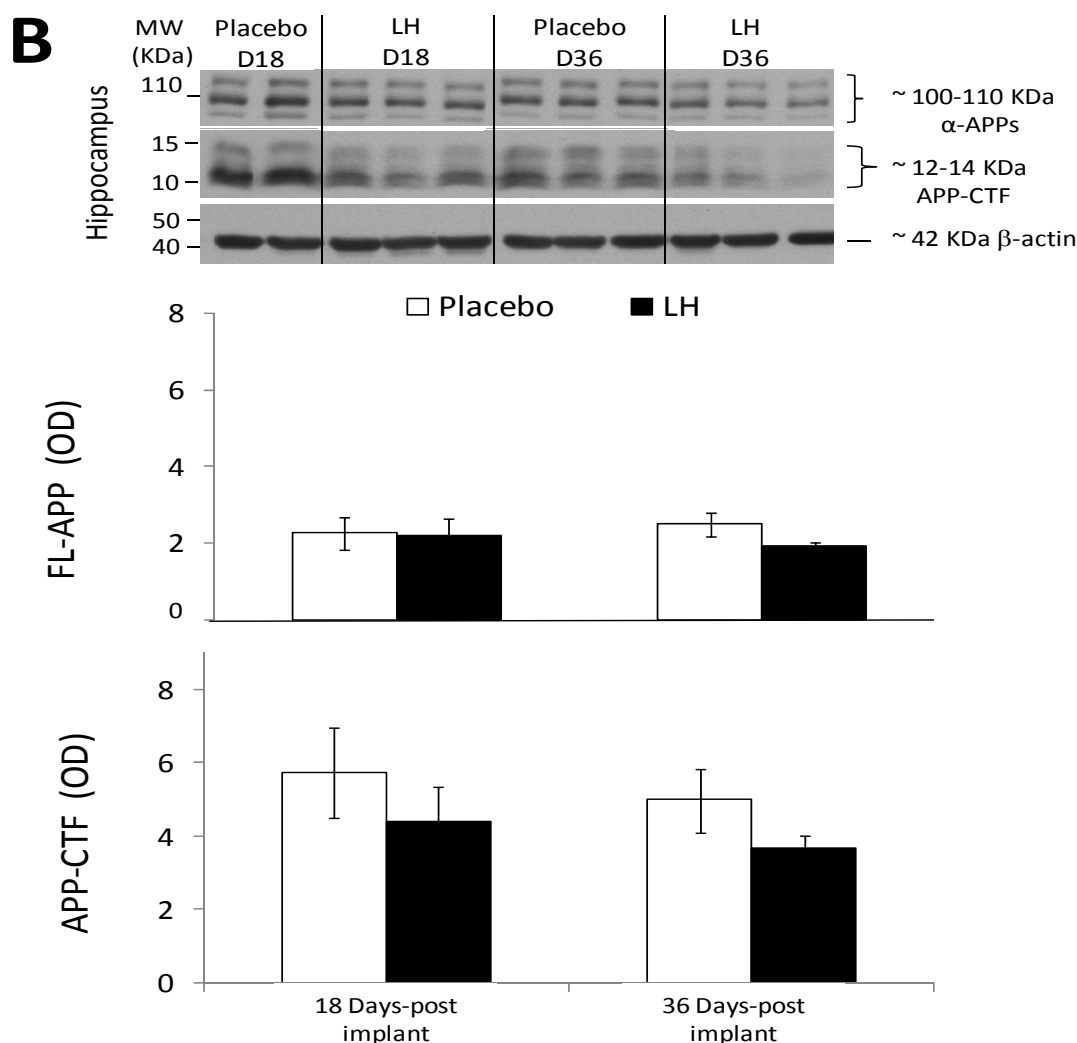 B
MW
(KDa)
Placebo
D18
LH
D18
Placebo
D36
LH
D36
Hippocampus
110
15
10
50
40
~ 100-110 KDa
α-APPs
~ 12-14 KDa
APP-CTF
~ 42 KDa β-actin
Placebo
LH
FL-APP (OD)
8
6
4
2
0
APP-CTF (OD)
8
6
4
2
0
18 Days-post
implant
36 Days-post
implant